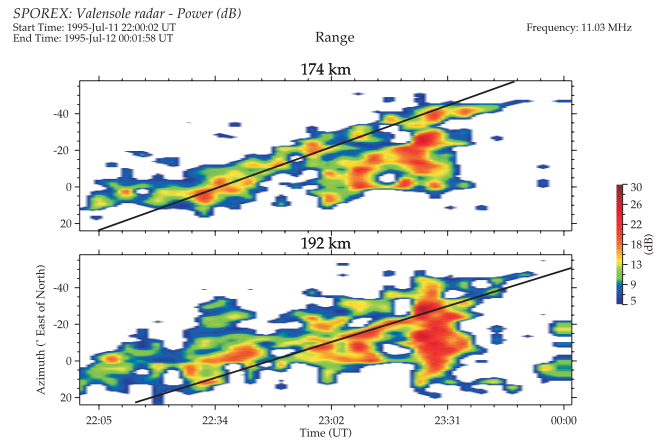 SPOREX: Valensole radar - Power (dB)
Start Time: 1995-Jul-11 22:00:02 UT
End Time: 1995-Jul-12 00:01:58 UT
Frequency: 11.03 MHz
Range
174 km
-40
-20
0
20
192 km
-40
-20
0
20
Azimuth (° East of North)
22:05 22:34 23:02 23:31 00:00
Time (UT)
30
26
22
18
13
9
5
(dB)